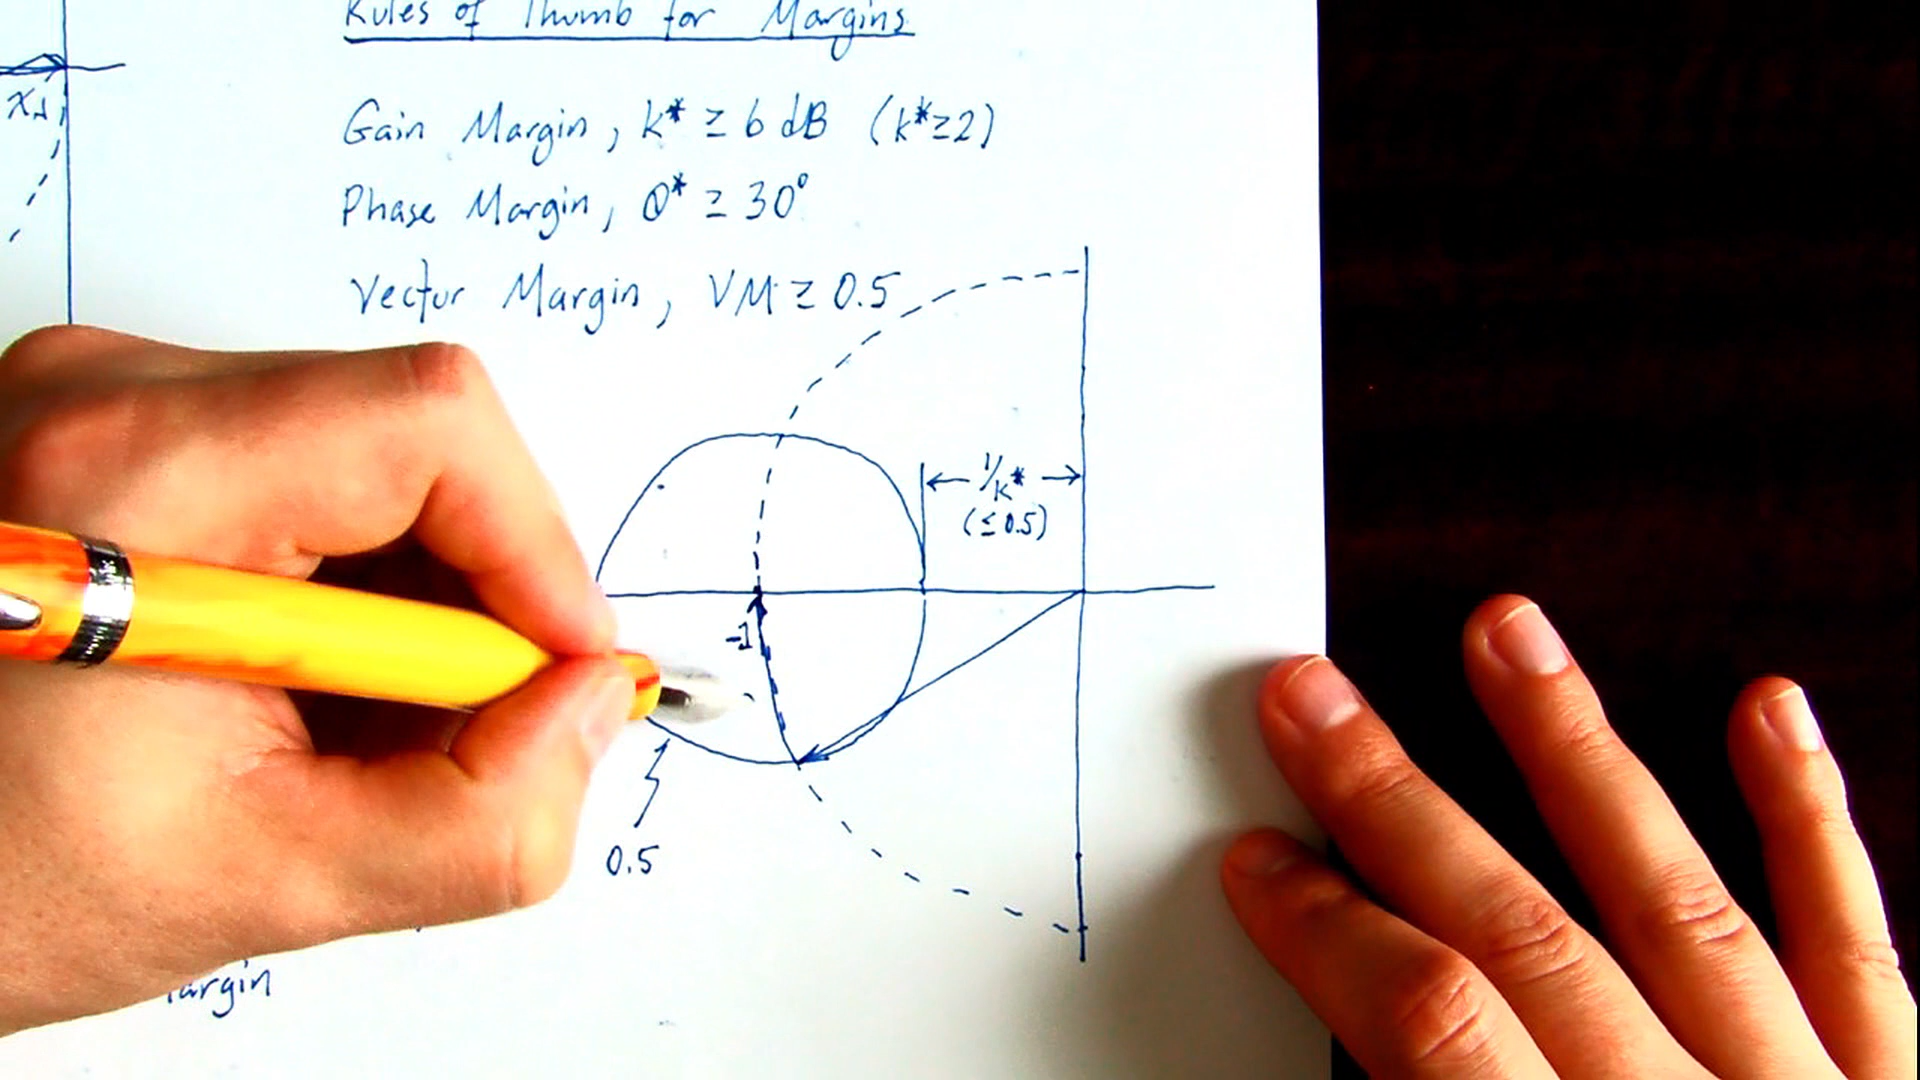 Rules of Thumb for Margins
Gain Margin, k* ≥ 6 dB (k*≥2)
Phase Margin, Θ* ≥ 30°
Vector Margin, VM ≥ 0.5
1/k*
(≤ 0.5)
-1
0.5